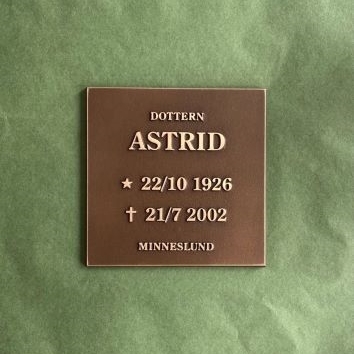 DOTTERN
ASTRID
★ 22/10 1926
✝ 21/7 2002
MINNESLUND